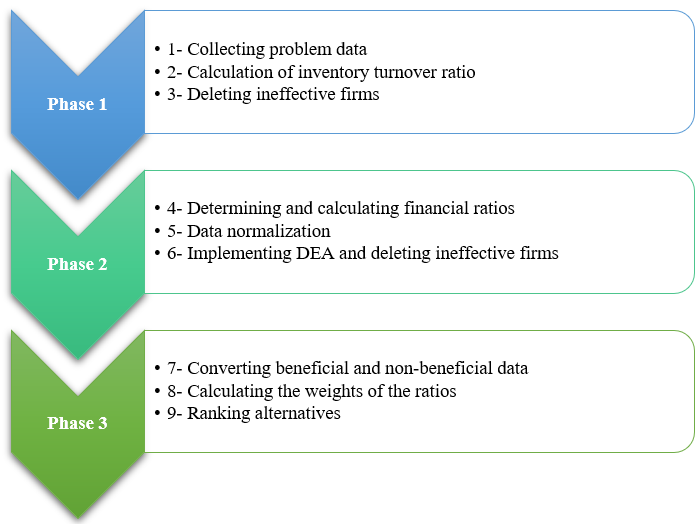 Phase 1
• 1- Collecting problem data
• 2- Calculation of inventory turnover ratio
• 3- Deleting ineffective firms
Phase 2
• 4- Determining and calculating financial ratios
• 5- Data normalization
• 6- Implementing DEA and deleting ineffective firms
Phase 3
• 7- Converting beneficial and non-beneficial data
• 8- Calculating the weights of the ratios
• 9- Ranking alternatives